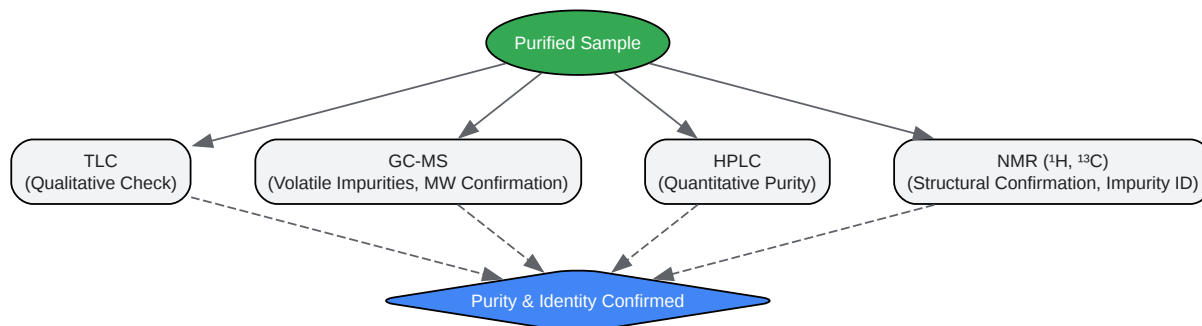 Purified Sample
TLC
(Qualitative Check)
GC-MS
(Volatile Impurities, MW Confirmation)
HPLC
(Quantitative Purity)
NMR (¹H, ¹³C)
(Structural Confirmation, Impurity ID)
Purity & Identity Confirmed